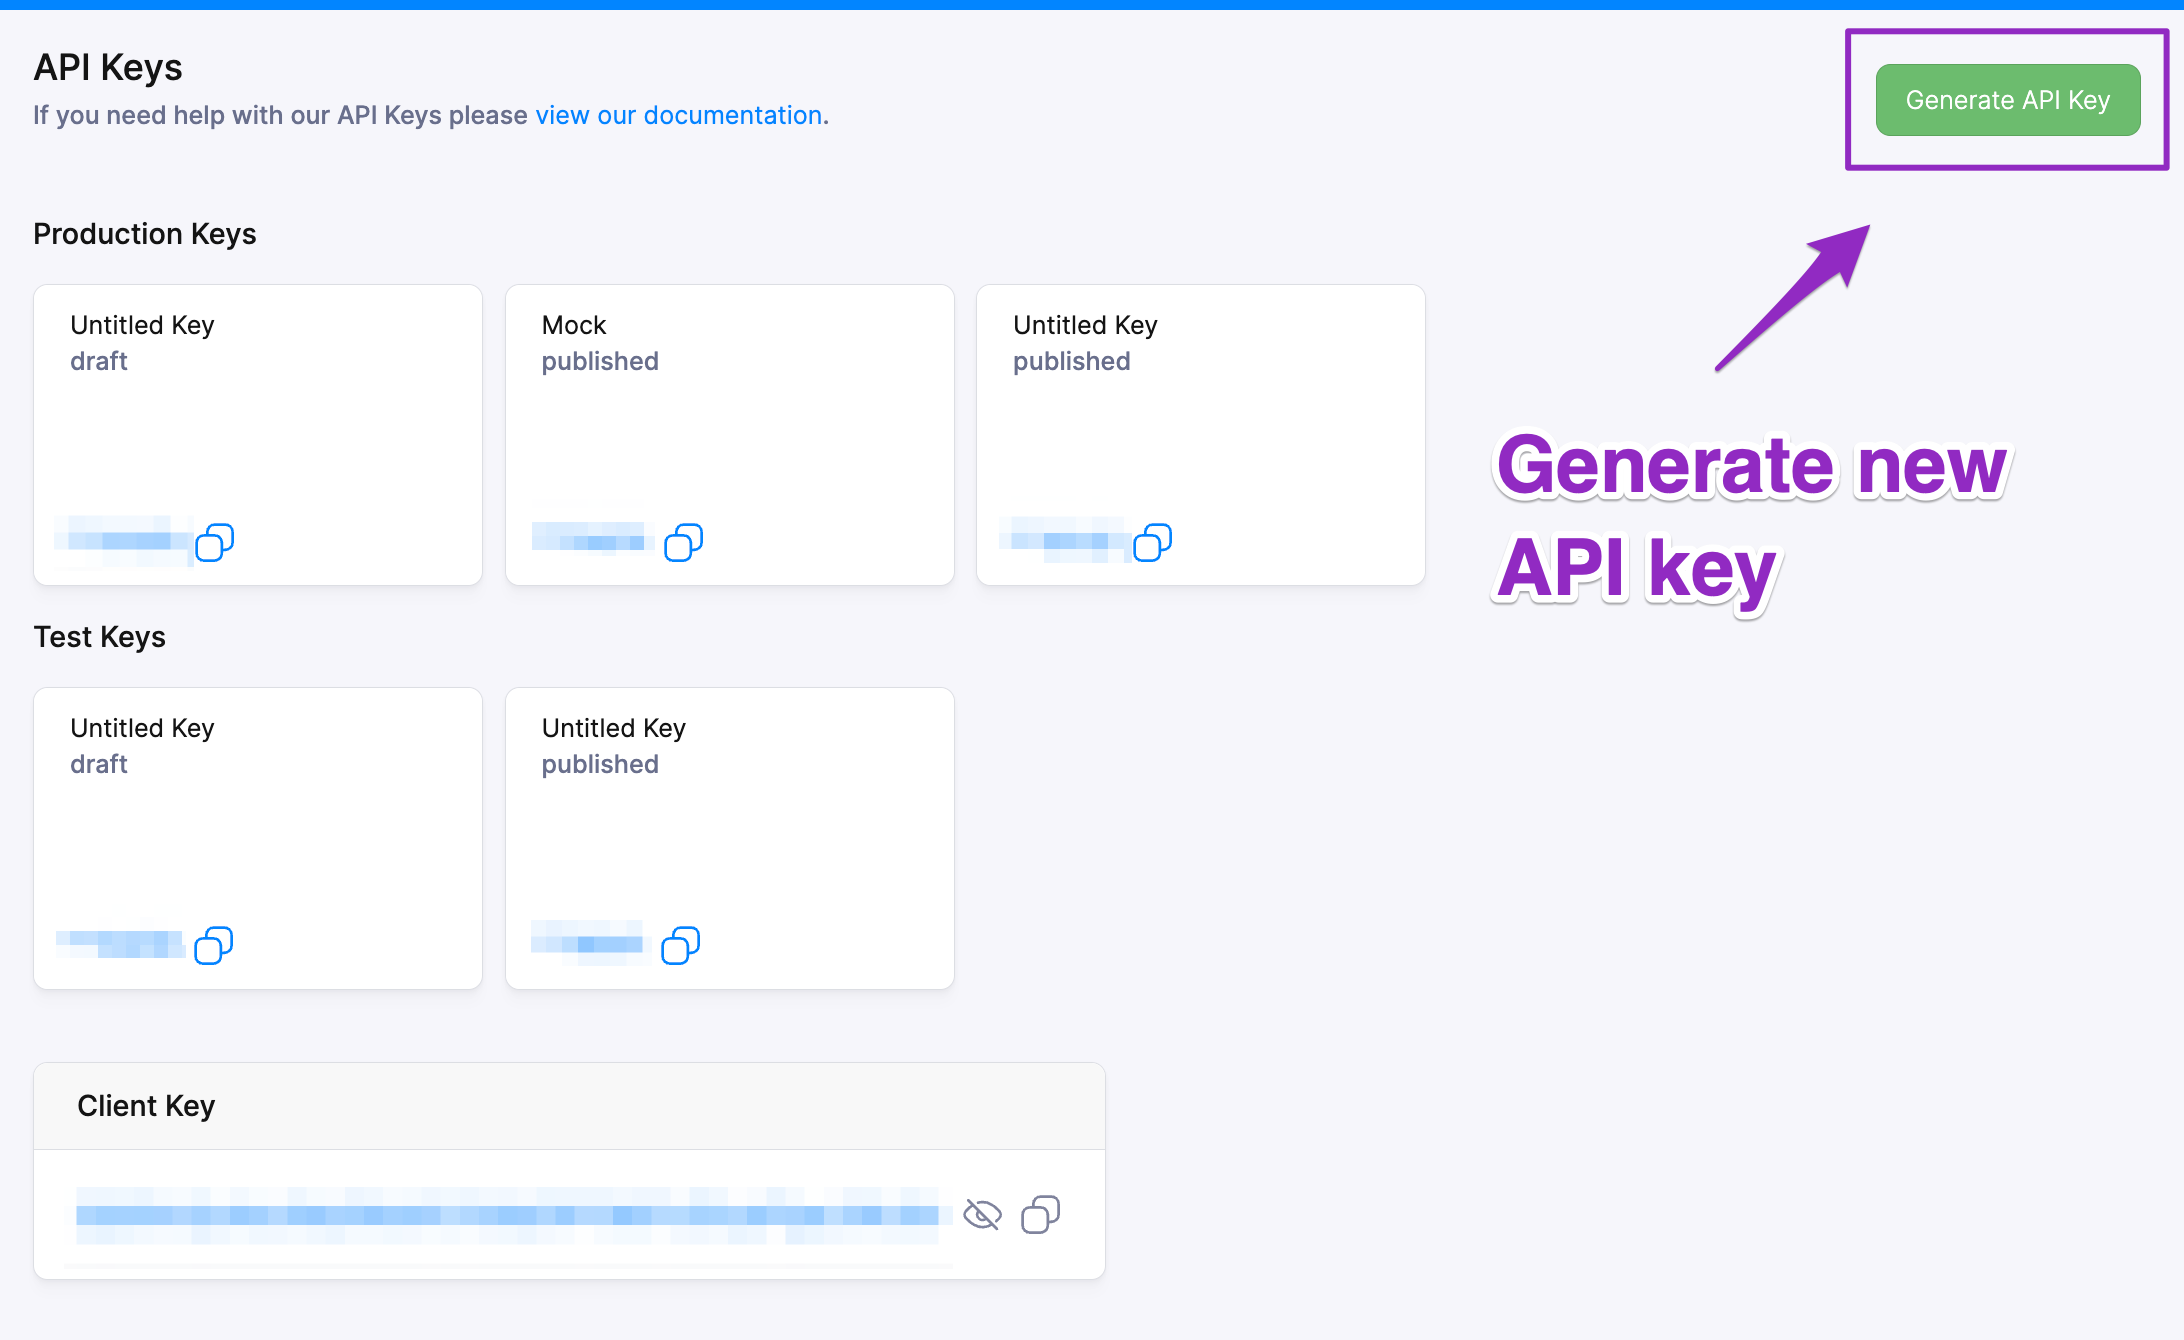 API Keys
Generate API Key
If you need help with our API Keys please view our documentation.
Production Keys
Untitled Key
draft
Mock
published
Untitled Key
published
Generate new
API key
Test Keys
Untitled Key
draft
Untitled Key
published
Client Key